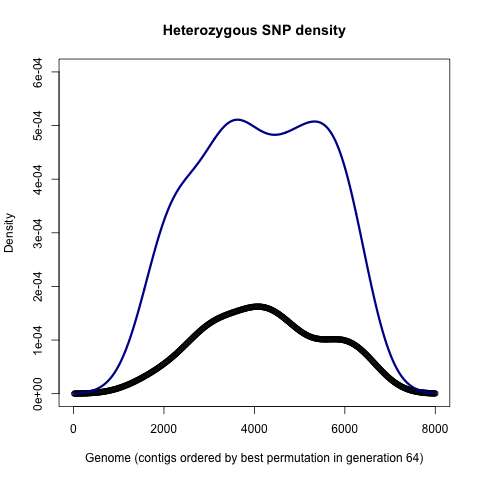 Heterozygous SNP density
6e-04
5e-04
4e-04
3e-04
2e-04
1e-04
0e+00
Density
0 2000 4000 6000 8000
Genome (contigs ordered by best permutation in generation 64)